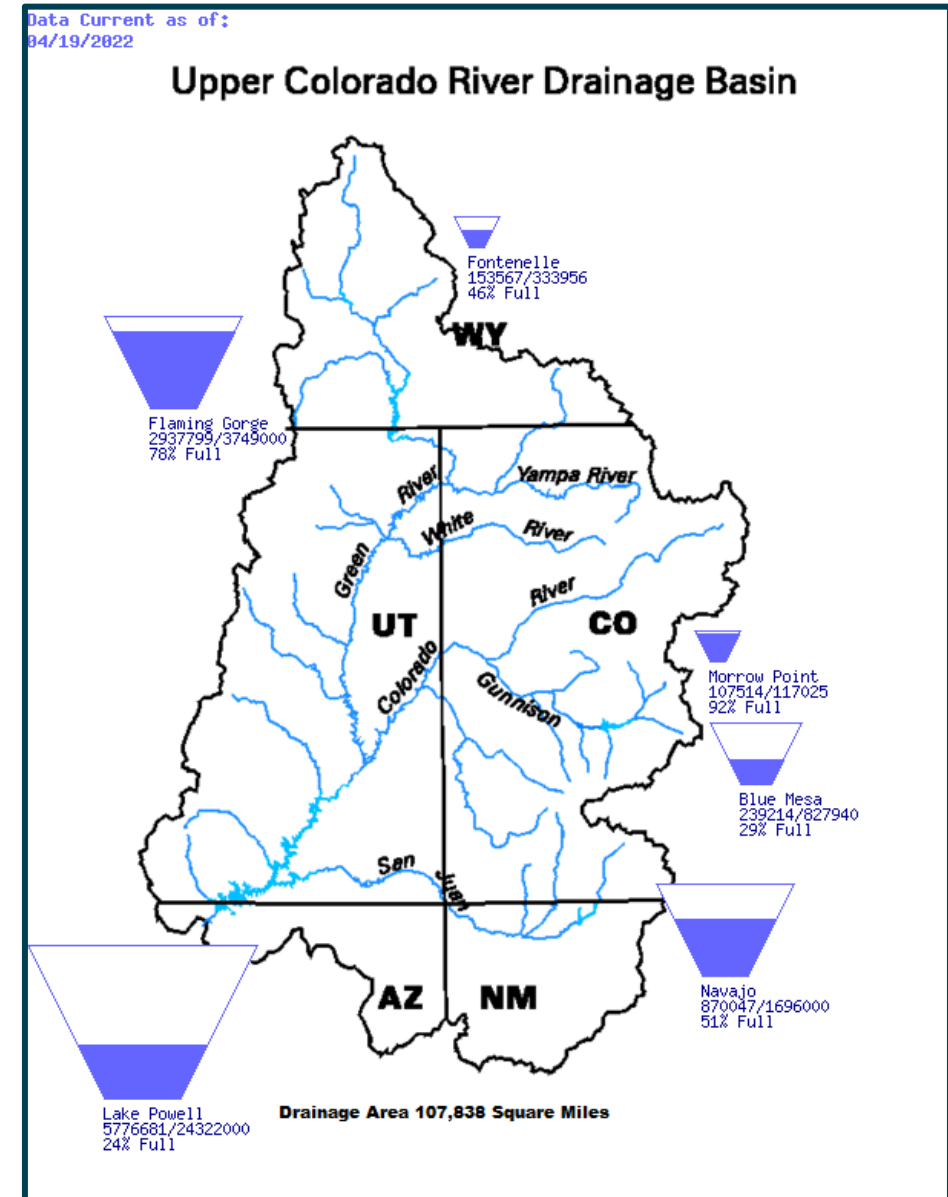 Data Current as of:
04/19/2022
Upper Colorado River Drainage Basin
Fontenelle
153567/333956
46% Full
WY
Flaming Gorge
2937799/3749000
78% Full
Yampa River
River
White
River
Green
River
UT
CO
Colorado
Gunnison
Morrow Point
107514/117025
92% Full
Blue Mesa
239214/827940
29% Full
San
Juan
AZ
NM
Navajo
870047/1696000
51% Full
Lake Powell
5776681/24322000
24% Full
Drainage Area 107,838 Square Miles